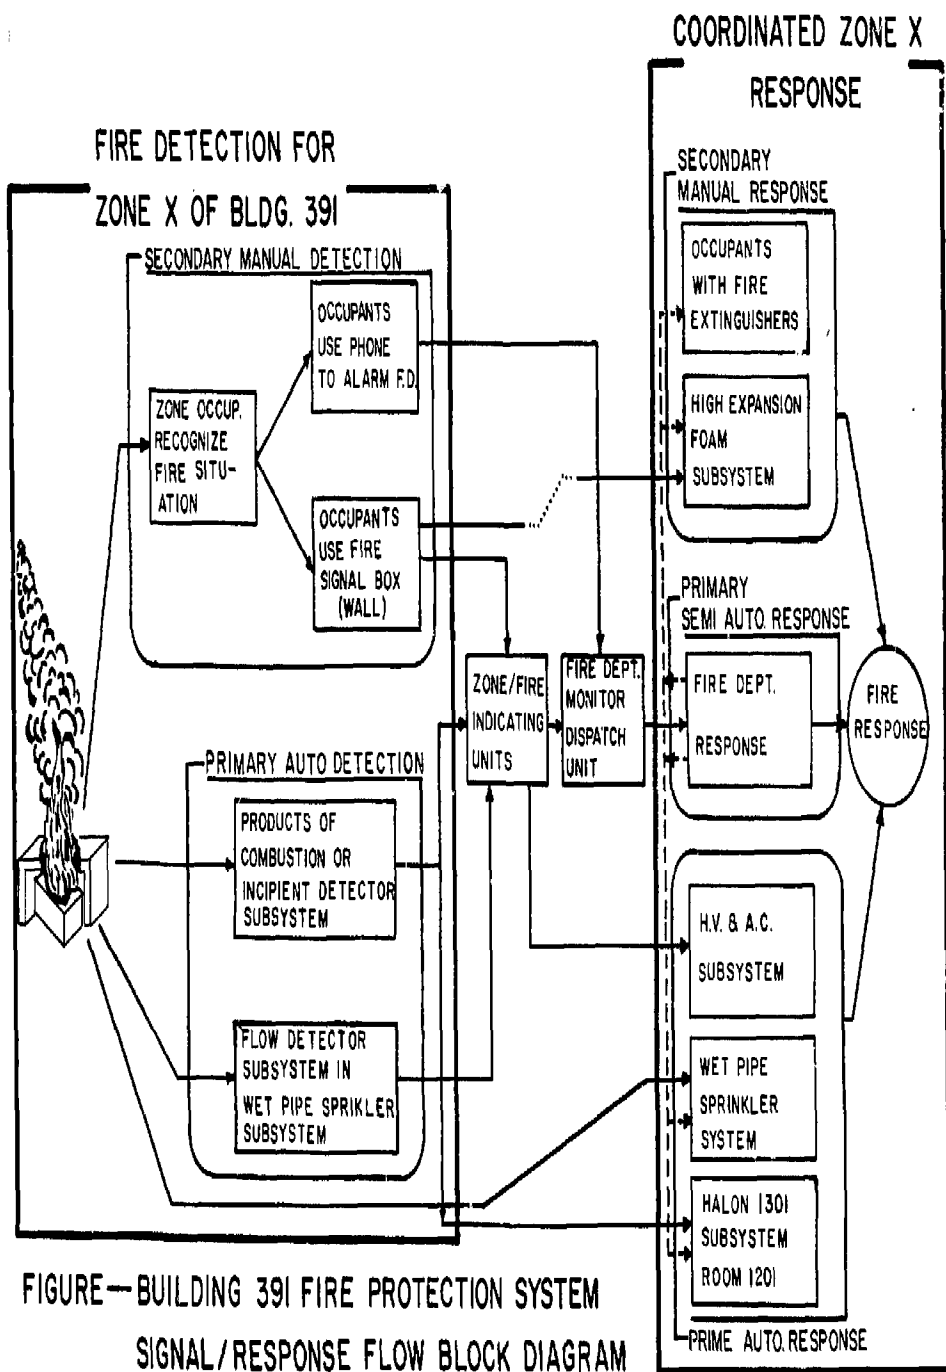 COORDINATED ZONE X
RESPONSE
FIRE DETECTION FOR
ZONE X OF BLDG. 391
SECONDARY MANUAL DETECTION
ZONE OCCUP.
RECOGNIZE
FIRE SITU-
ATION
OCCUPANTS
USE PHONE
TO ALARM F.D.
OCCUPANTS
USE FIRE
SIGNAL BOX
(WALL)
PRIMARY AUTO DETECTION
PRODUCTS OF
COMBUSTION OR
INCIPIENT DETECTOR
SUBSYSTEM
FLOW DETECTOR
SUBSYSTEM IN
WET PIPE SPRIKLER
SUBSYSTEM
ZONE/FIRE
INDICATING
UNITS
FIRE DEPT.
MONITOR
DISPATCH
UNIT
SECONDARY
MANUAL RESPONSE
OCCUPANTS
WITH FIRE
EXTINGUISHERS
HIGH EXPANSION
FOAM
SUBSYSTEM
PRIMARY
SEMI AUTO. RESPONSE
FIRE DEPT.
RESPONSE
FIRE
RESPONSE
H.V. & A.C.
SUBSYSTEM
WET PIPE
SPRINKLER
SYSTEM
HALON 1301
SUBSYSTEM
ROOM 1201
PRIME AUTO. RESPONSE
FIGURE—BUILDING 391 FIRE PROTECTION SYSTEM
SIGNAL/RESPONSE FLOW BLOCK DIAGRAM